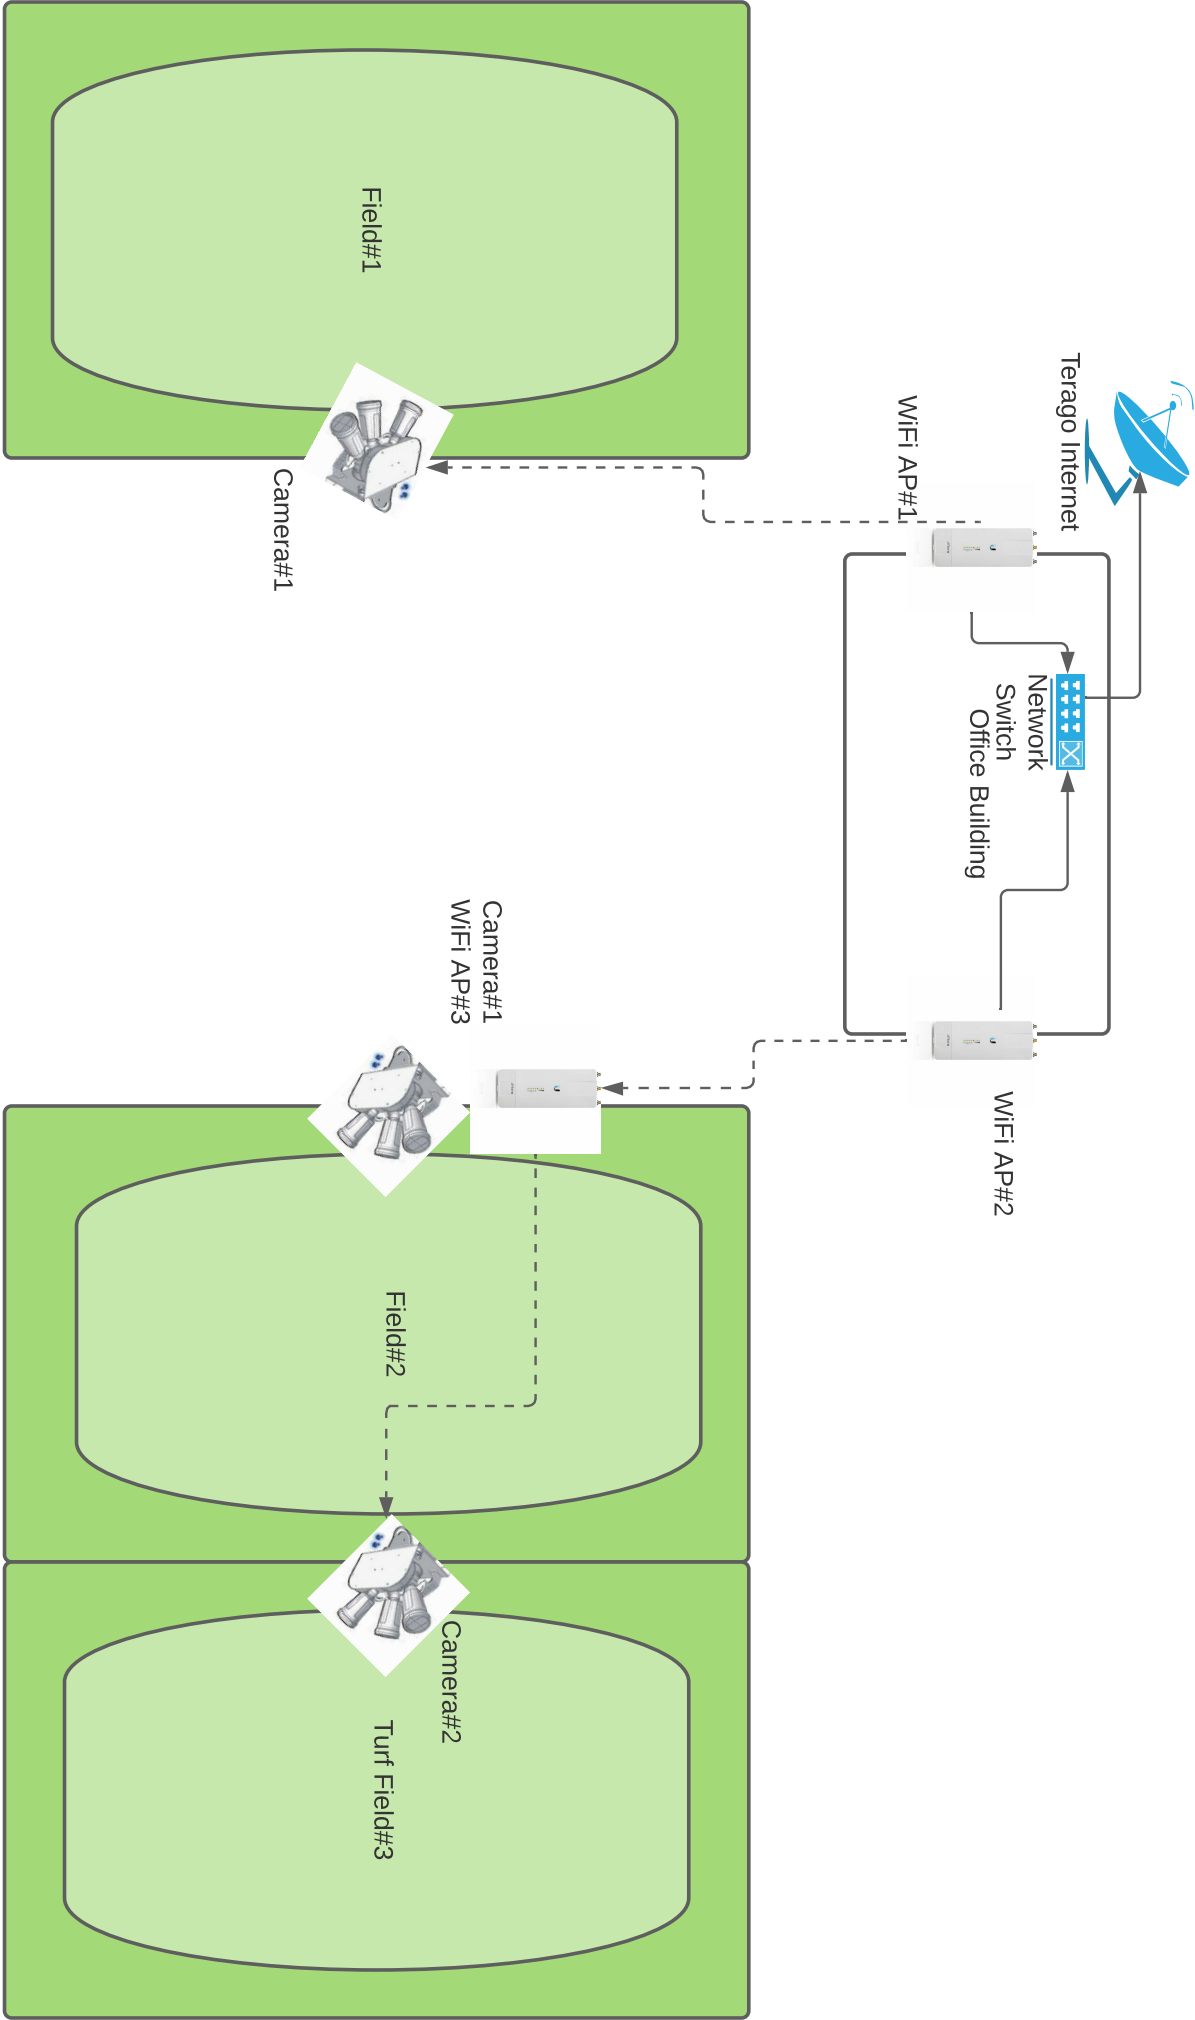 Terago Internet
Network
Switch
Office Building
WiFi AP#1
WiFi AP#2
Camera#1
WiFi AP#3
Camera#2
Field#1
Field#2
Turf Field#3
Camera#1